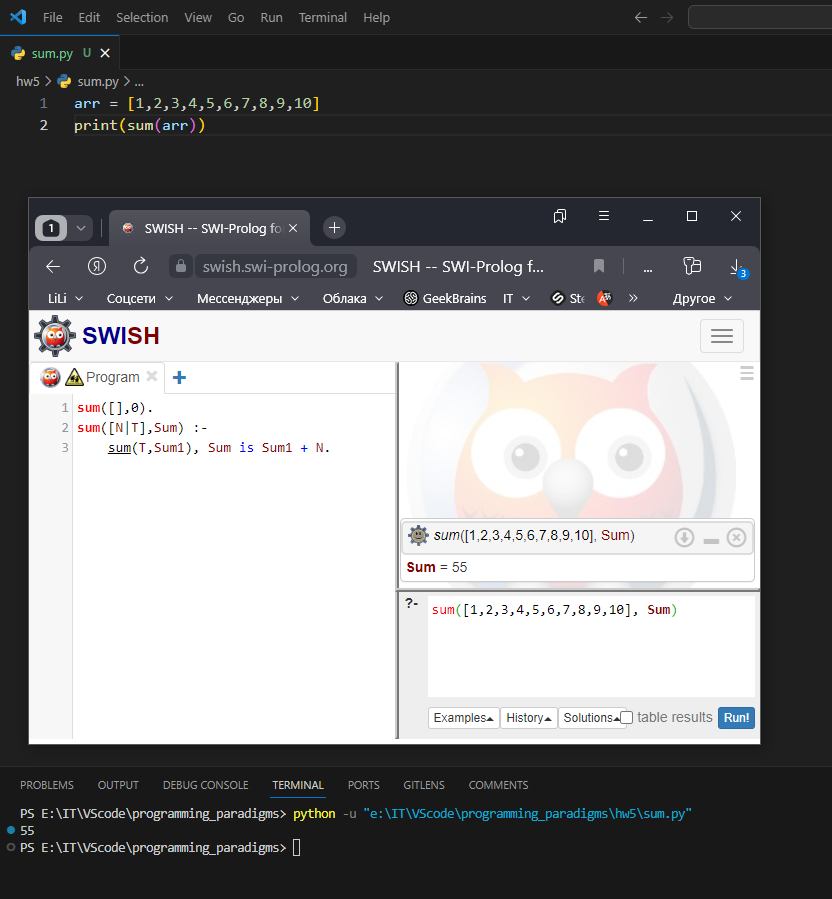 File Edit Selection View Go Run Terminal Help
sum.py U
hw5 > sum.py > ...
1 arr = [1,2,3,4,5,6,7,8,9,10]
2 print(sum(arr))
1 SWISH -- SWI-Prolog fo
Я swish.swi-prolog.org SWISH -- SWI-Prolog f... ... 3
LiLi Соцсети Мессенджеры Облака GeekBrains IT Ste » Другое
SWISH
Program
1 sum([],0).
2 sum([N|T],Sum) :-
3 sum(T,Sum1), Sum is Sum1 + N.
sum([1,2,3,4,5,6,7,8,9,10], Sum)
Sum = 55
?- sum([1,2,3,4,5,6,7,8,9,10], Sum)
Examples History Solutions table results Run!
PROBLEMS OUTPUT DEBUG CONSOLE TERMINAL PORTS GITLENS COMMENTS
PS E:\IT\VScode\programming_paradigms> python -u "e:\IT\VScode\programming_paradigms\hw5\sum.py"
55
PS E:\IT\VScode\programming_paradigms>